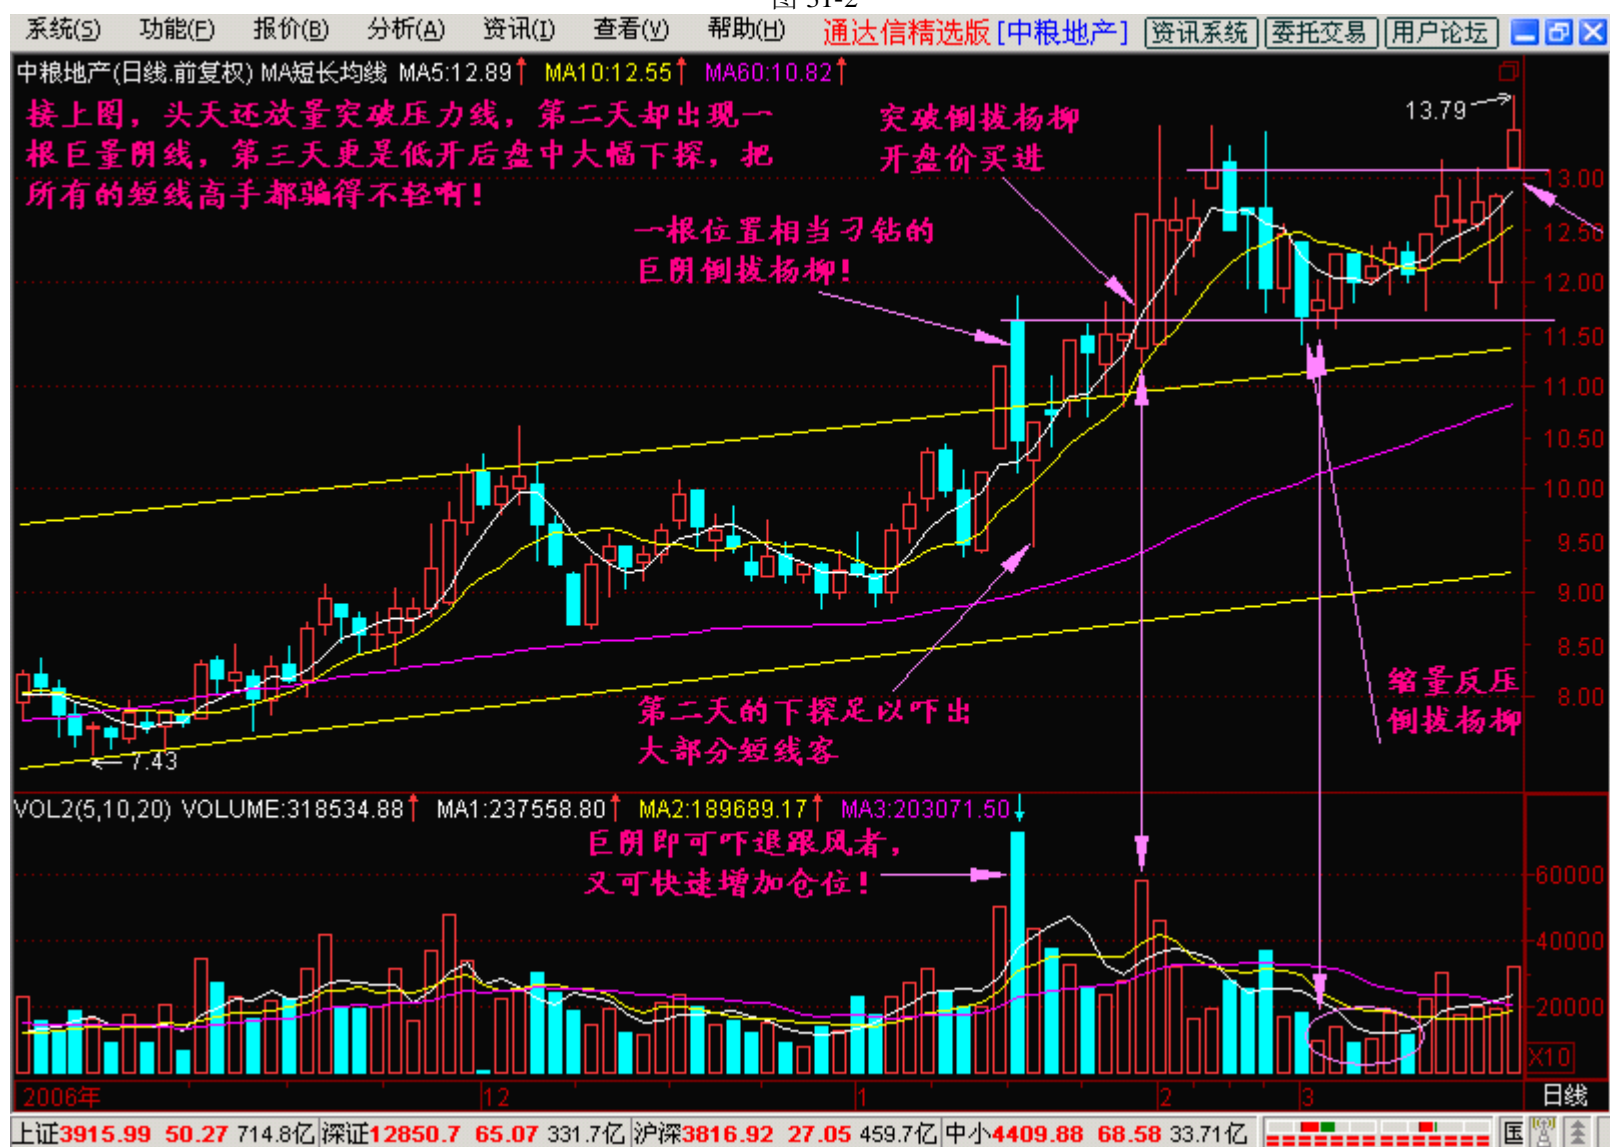 图 31-2
系统(S) 功能(F) 报价(B) 分析(A) 资讯(I) 查看(V) 帮助(H) 通达信精选版 [中粮地产] 资讯系统 委托交易 用户论坛
中粮地产(日线.前复权) MA短长均线 MA5:12.89↑ MA10:12.55↑ MA60:10.82↑
接上图，头天还放量突破压力线，第二天却出现一
根巨量阴线，第三天更是低开后盘中大幅下探，把
所有的短线高手都骗得不轻啊！
突破倒拔杨柳
开盘价买进
13.79
一根位置相当刁钻的
巨阴倒拔杨柳！
13.00
12.50
12.00
11.50
11.00
10.50
10.00
9.50
9.00
8.50
8.00
缩量反压
倒拔杨柳
第二天的下探足以吓出
大部分短线客
7.43
VOL2(5,10,20) VOLUME:318534.88↑ MA1:237558.80↑ MA2:189689.17↑ MA3:203071.50↓
巨阴即可吓退跟风者，
又可快速增加仓位！
60000
40000
20000
X10
2006年 12 1 2 3 日线
上证3915.99 50.27 714.8亿 深证12850.7 65.07 331.7亿 沪深3816.92 27.05 459.7亿 中小4409.88 68.58 33.71亿